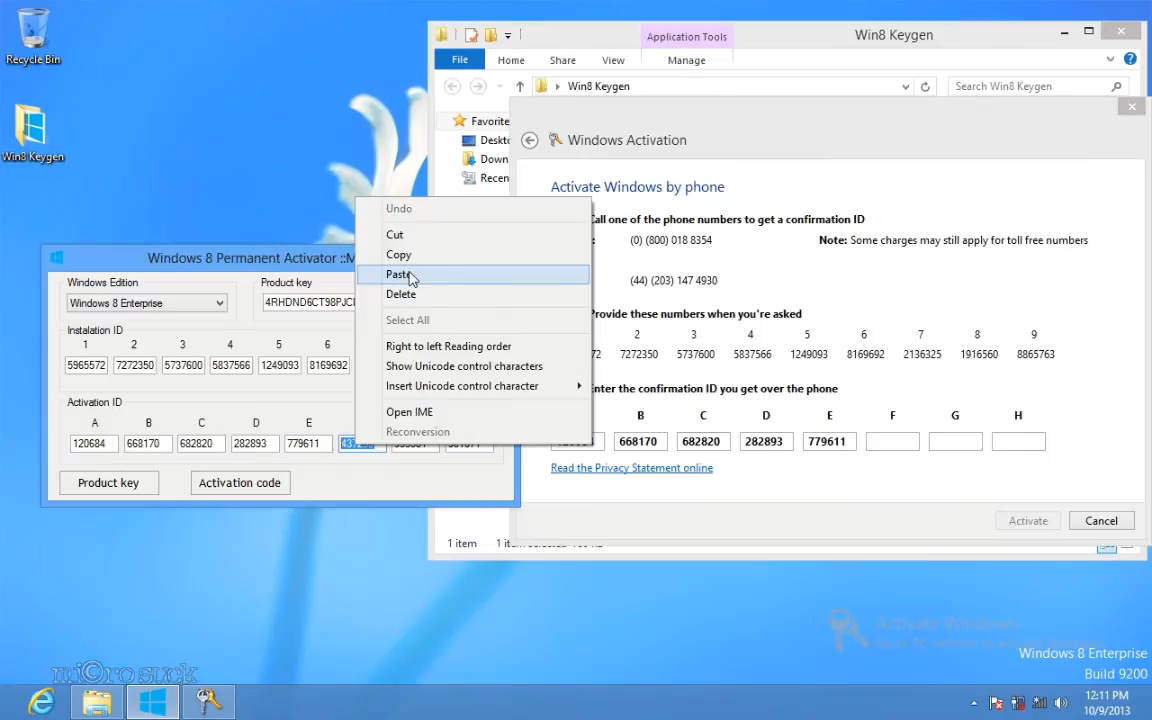 Recycle Bin
Win8 Keygen
Application Tools
Win8 Keygen
File
Home
Share
View
Manage
Win8 Keygen
Search Win8 Keygen
Favorite
Deskto
Down
Recen
Windows Activation
Activate Windows by phone
Call one of the phone numbers to get a confirmation ID
(0) (800) 018 8354
Note: Some charges may still apply for toll free numbers
(44) (203) 147 4930
Provide these numbers when you're asked
2 3 4 5 6 7 8 9
72 7272350 5737600 5837566 1249093 8169692 2136325 1916560 8865763
Enter the confirmation ID you get over the phone
B C D E F G H
668170 682820 282893 779611
Read the Privacy Statement online
Activate
Cancel
1 item
Windows 8 Permanent Activator ::M
Windows Edition
Product key
Windows 8 Enterprise
Instalation ID
1 2 3 4 5 6
5965572 7272350 5737600 5837566 1249093 8169692
Activation ID
A B C D E
120684 668170 682820 282893 779611
Product key
Activation code
Undo
Cut
Copy
Paste
Delete
Select All
Right to left Reading order
Show Unicode control characters
Insert Unicode control character
Open IME
Reconversion
Activate Windows
Windows 8 Enterprise
Build 9200
mi©ro suck
12:11 PM
10/9/2013